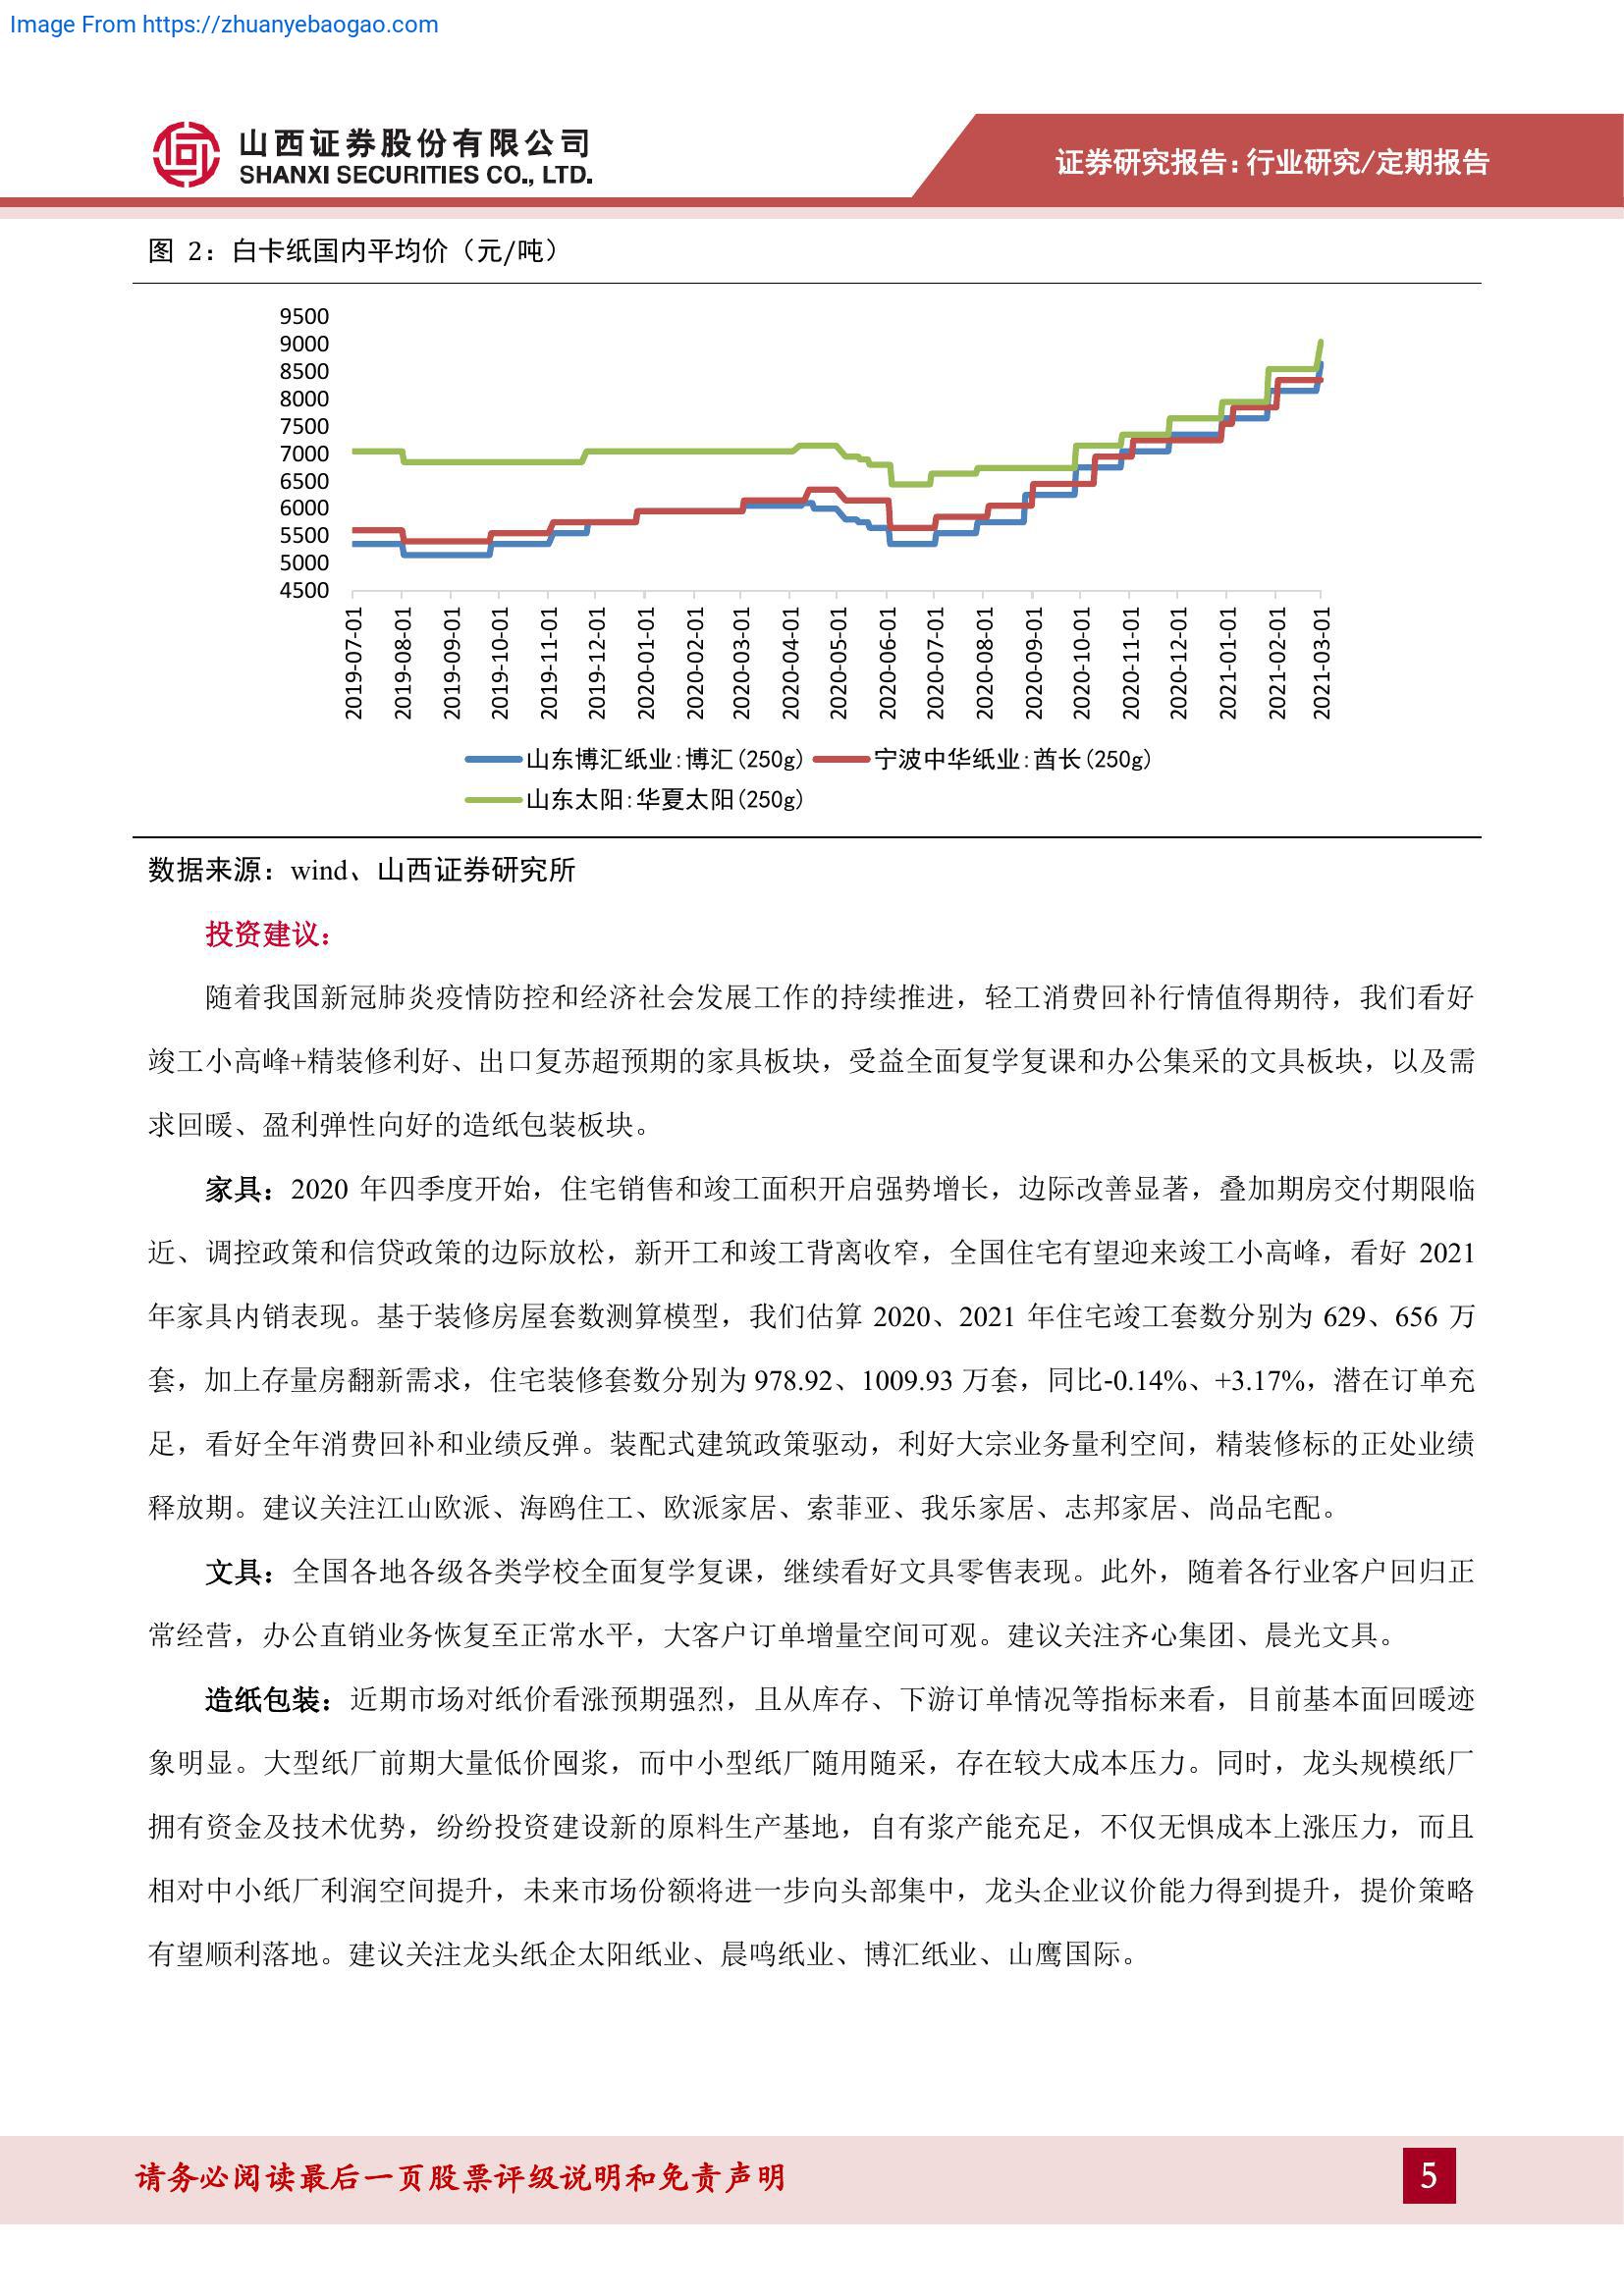 Image From https://zhuanyebaogao.com
山西证券股份有限公司
SHANXI SECURITIES CO., LTD.
证券研究报告：行业研究/定期报告
图 2：白卡纸国内平均价（元/吨）
9500
9000
8500
8000
7500
7000
6500
6000
5500
5000
4500
2019-07-01
2019-08-01
2019-09-01
2019-10-01
2019-11-01
2019-12-01
2020-01-01
2020-02-01
2020-03-01
2020-04-01
2020-05-01
2020-06-01
2020-07-01
2020-08-01
2020-09-01
2020-10-01
2020-11-01
2020-12-01
2021-01-01
2021-02-01
2021-03-01
山东博汇纸业:博汇(250g) 宁波中华纸业:酋长(250g)
山东太阳:华夏太阳(250g)
数据来源：wind、山西证券研究所
投资建议：
随着我国新冠肺炎疫情防控和经济社会发展工作的持续推进，轻工消费回补行情值得期待，我们看好
竣工小高峰+精装修利好、出口复苏超预期的家具板块，受益全面复学复课和办公集采的文具板块，以及需
求回暖、盈利弹性向好的造纸包装板块。
家具：2020 年四季度开始，住宅销售和竣工面积开启强势增长，边际改善显著，叠加期房交付期限临
近、调控政策和信贷政策的边际放松，新开工和竣工背离收窄，全国住宅有望迎来竣工小高峰，看好 2021
年家具内销表现。基于装修房屋套数测算模型，我们估算 2020、2021 年住宅竣工套数分别为 629、656 万
套，加上存量房翻新需求，住宅装修套数分别为 978.92、1009.93 万套，同比-0.14%、+3.17%，潜在订单充
足，看好全年消费回补和业绩反弹。装配式建筑政策驱动，利好大宗业务量利空间，精装修标的正处业绩
释放期。建议关注江山欧派、海鸥住工、欧派家居、索菲亚、我乐家居、志邦家居、尚品宅配。
文具：全国各地各级各类学校全面复学复课，继续看好文具零售表现。此外，随着各行业客户回归正
常经营，办公直销业务恢复至正常水平，大客户订单增量空间可观。建议关注齐心集团、晨光文具。
造纸包装：近期市场对纸价看涨预期强烈，且从库存、下游订单情况等指标来看，目前基本面回暖迹
象明显。大型纸厂前期大量低价囤浆，而中小型纸厂随用随采，存在较大成本压力。同时，龙头规模纸厂
拥有资金及技术优势，纷纷投资建设新的原料生产基地，自有浆产能充足，不仅无惧成本上涨压力，而且
相对中小纸厂利润空间提升，未来市场份额将进一步向头部集中，龙头企业议价能力得到提升，提价策略
有望顺利落地。建议关注龙头纸企太阳纸业、晨鸣纸业、博汇纸业、山鹰国际。
请务必阅读最后一页股票评级说明和免责声明
5